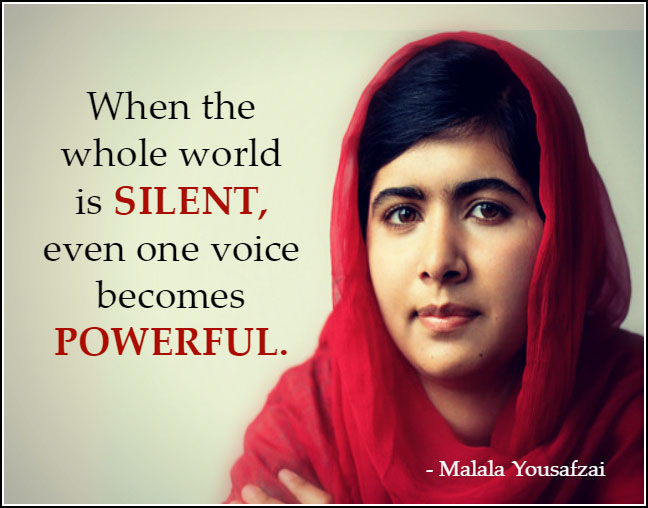 When the
whole world
is SILENT,
even one voice
becomes
POWERFUL.
- Malala Yousafzai